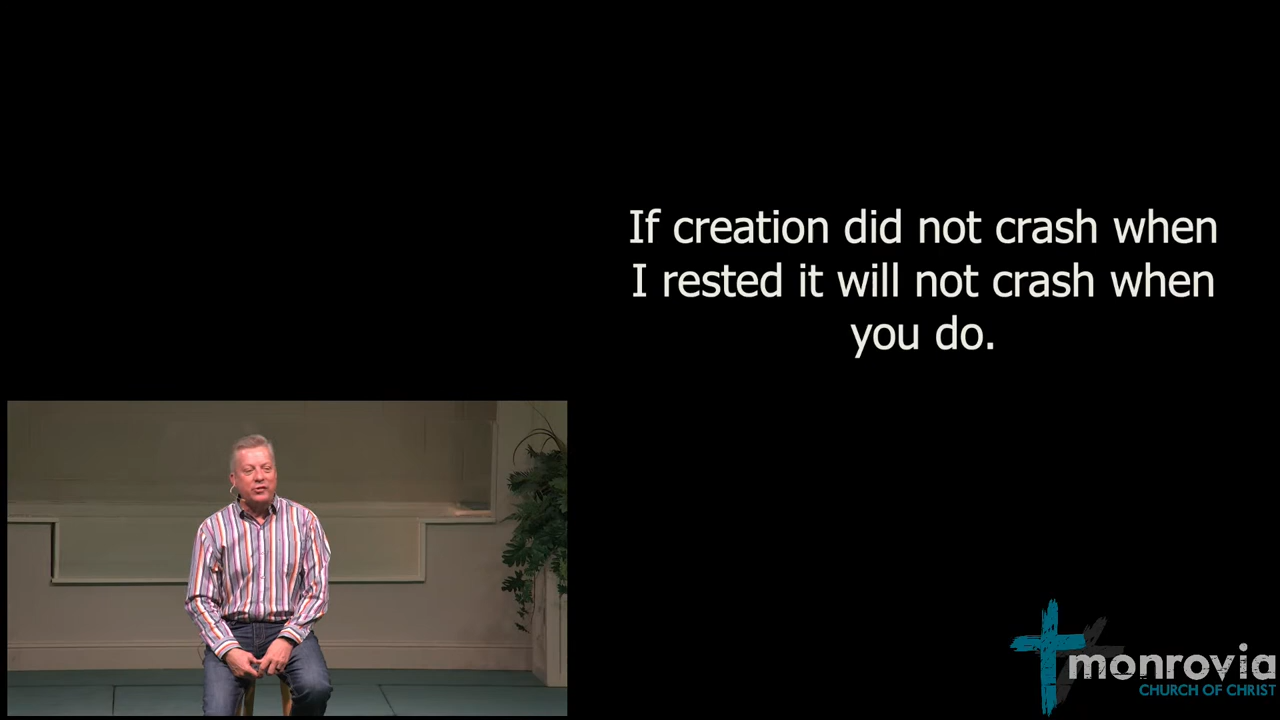 If creation did not crash when
I rested it will not crash when
you do.
monrovia
CHURCH OF CHRIST